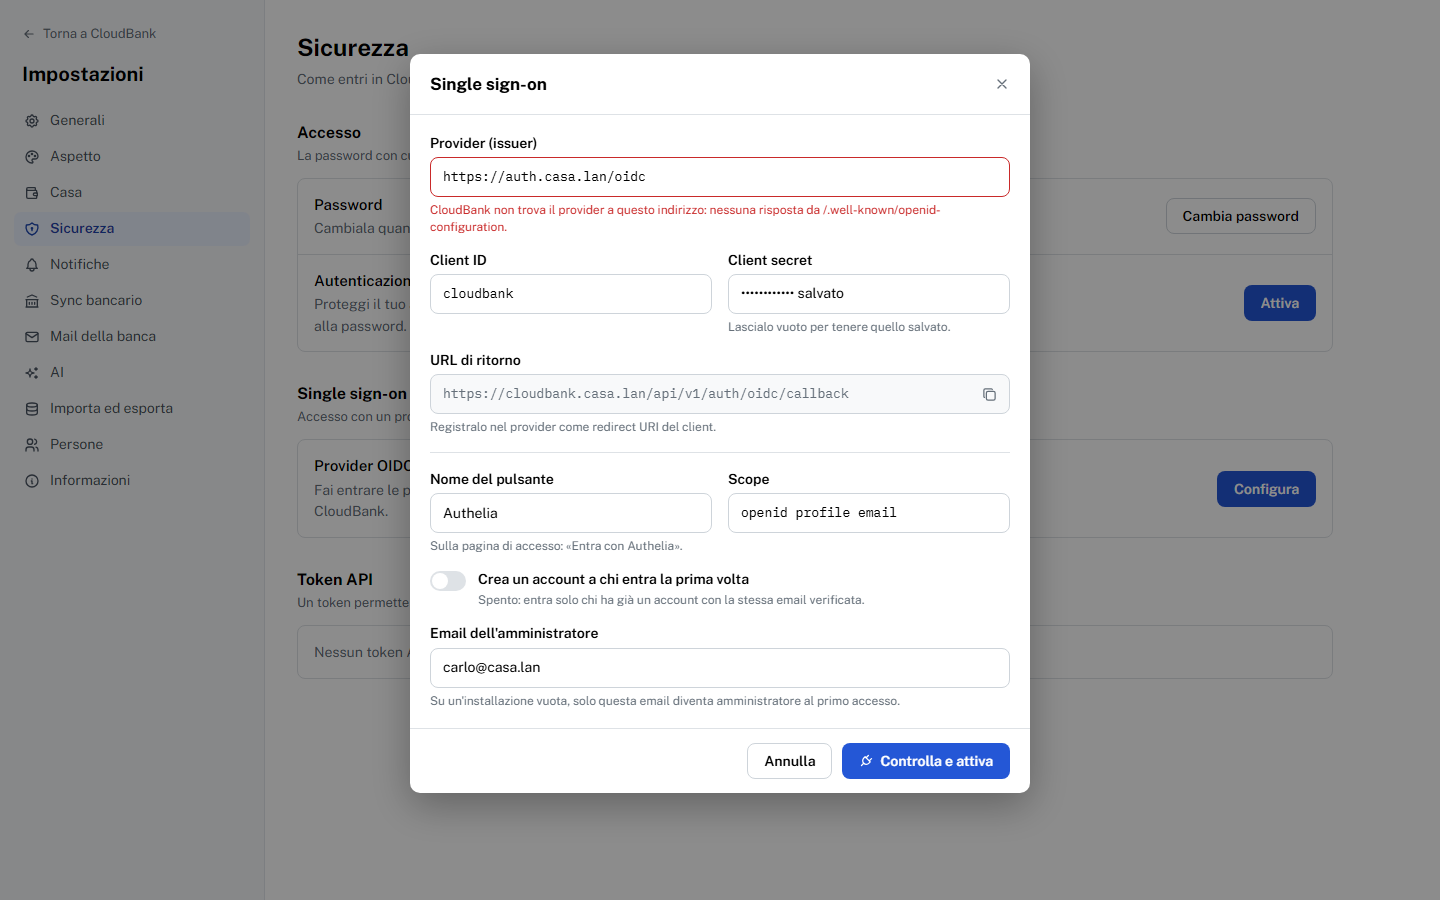 Torna a CloudBank
Impostazioni
Generali
Aspetto
Casa
Sicurezza
Notifiche
Sync bancario
Mail della banca
AI
Importa ed esporta
Persone
Informazioni
Sicurezza
Come entri in
Accesso
La password con
Password
Cambiala
Cambia password
Proteggi il tuo
alla password.
Attiva
Single sign-on
Accesso con un
Provider OIDC
Fai entrare le
CloudBank.
Configura
Token API
Un token permette
Nessun token
Single sign-on
Provider (issuer)
https://auth.casa.lan/oidc
CloudBank non trova il provider a questo indirizzo: nessuna risposta da /.well-known/openid-
configuration.
Client ID
Client secret
cloudbank
•••••••••••• salvato
Lascialo vuoto per tenere quello salvato.
URL di ritorno
https://cloudbank.casa.lan/api/v1/auth/oidc/callback
Registralo nel provider come redirect URI del client.
Nome del pulsante
Scope
Authelia
openid profile email
Sulla pagina di accesso: «Entra con Authelia».
Crea un account a chi entra la prima volta
Spento: entra solo chi ha già un account con la stessa email verificata.
Email dell'amministratore
carlo@casa.lan
Su un'installazione vuota, solo questa email diventa amministratore al primo accesso.
Annulla
Controlla e attiva